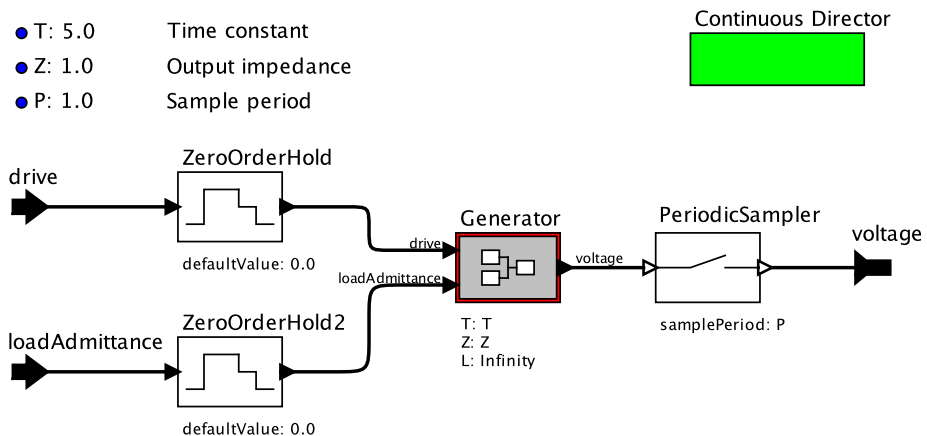 T: 5.0 Time constant
Z: 1.0 Output impedance
P: 1.0 Sample period
Continuous Director
drive
ZeroOrderHold
defaultValue: 0.0
loadAdmittance
ZeroOrderHold2
defaultValue: 0.0
Generator
drive
loadAdmittance
voltage
T: T
Z: Z
L: Infinity
PeriodicSampler
samplePeriod: P
voltage